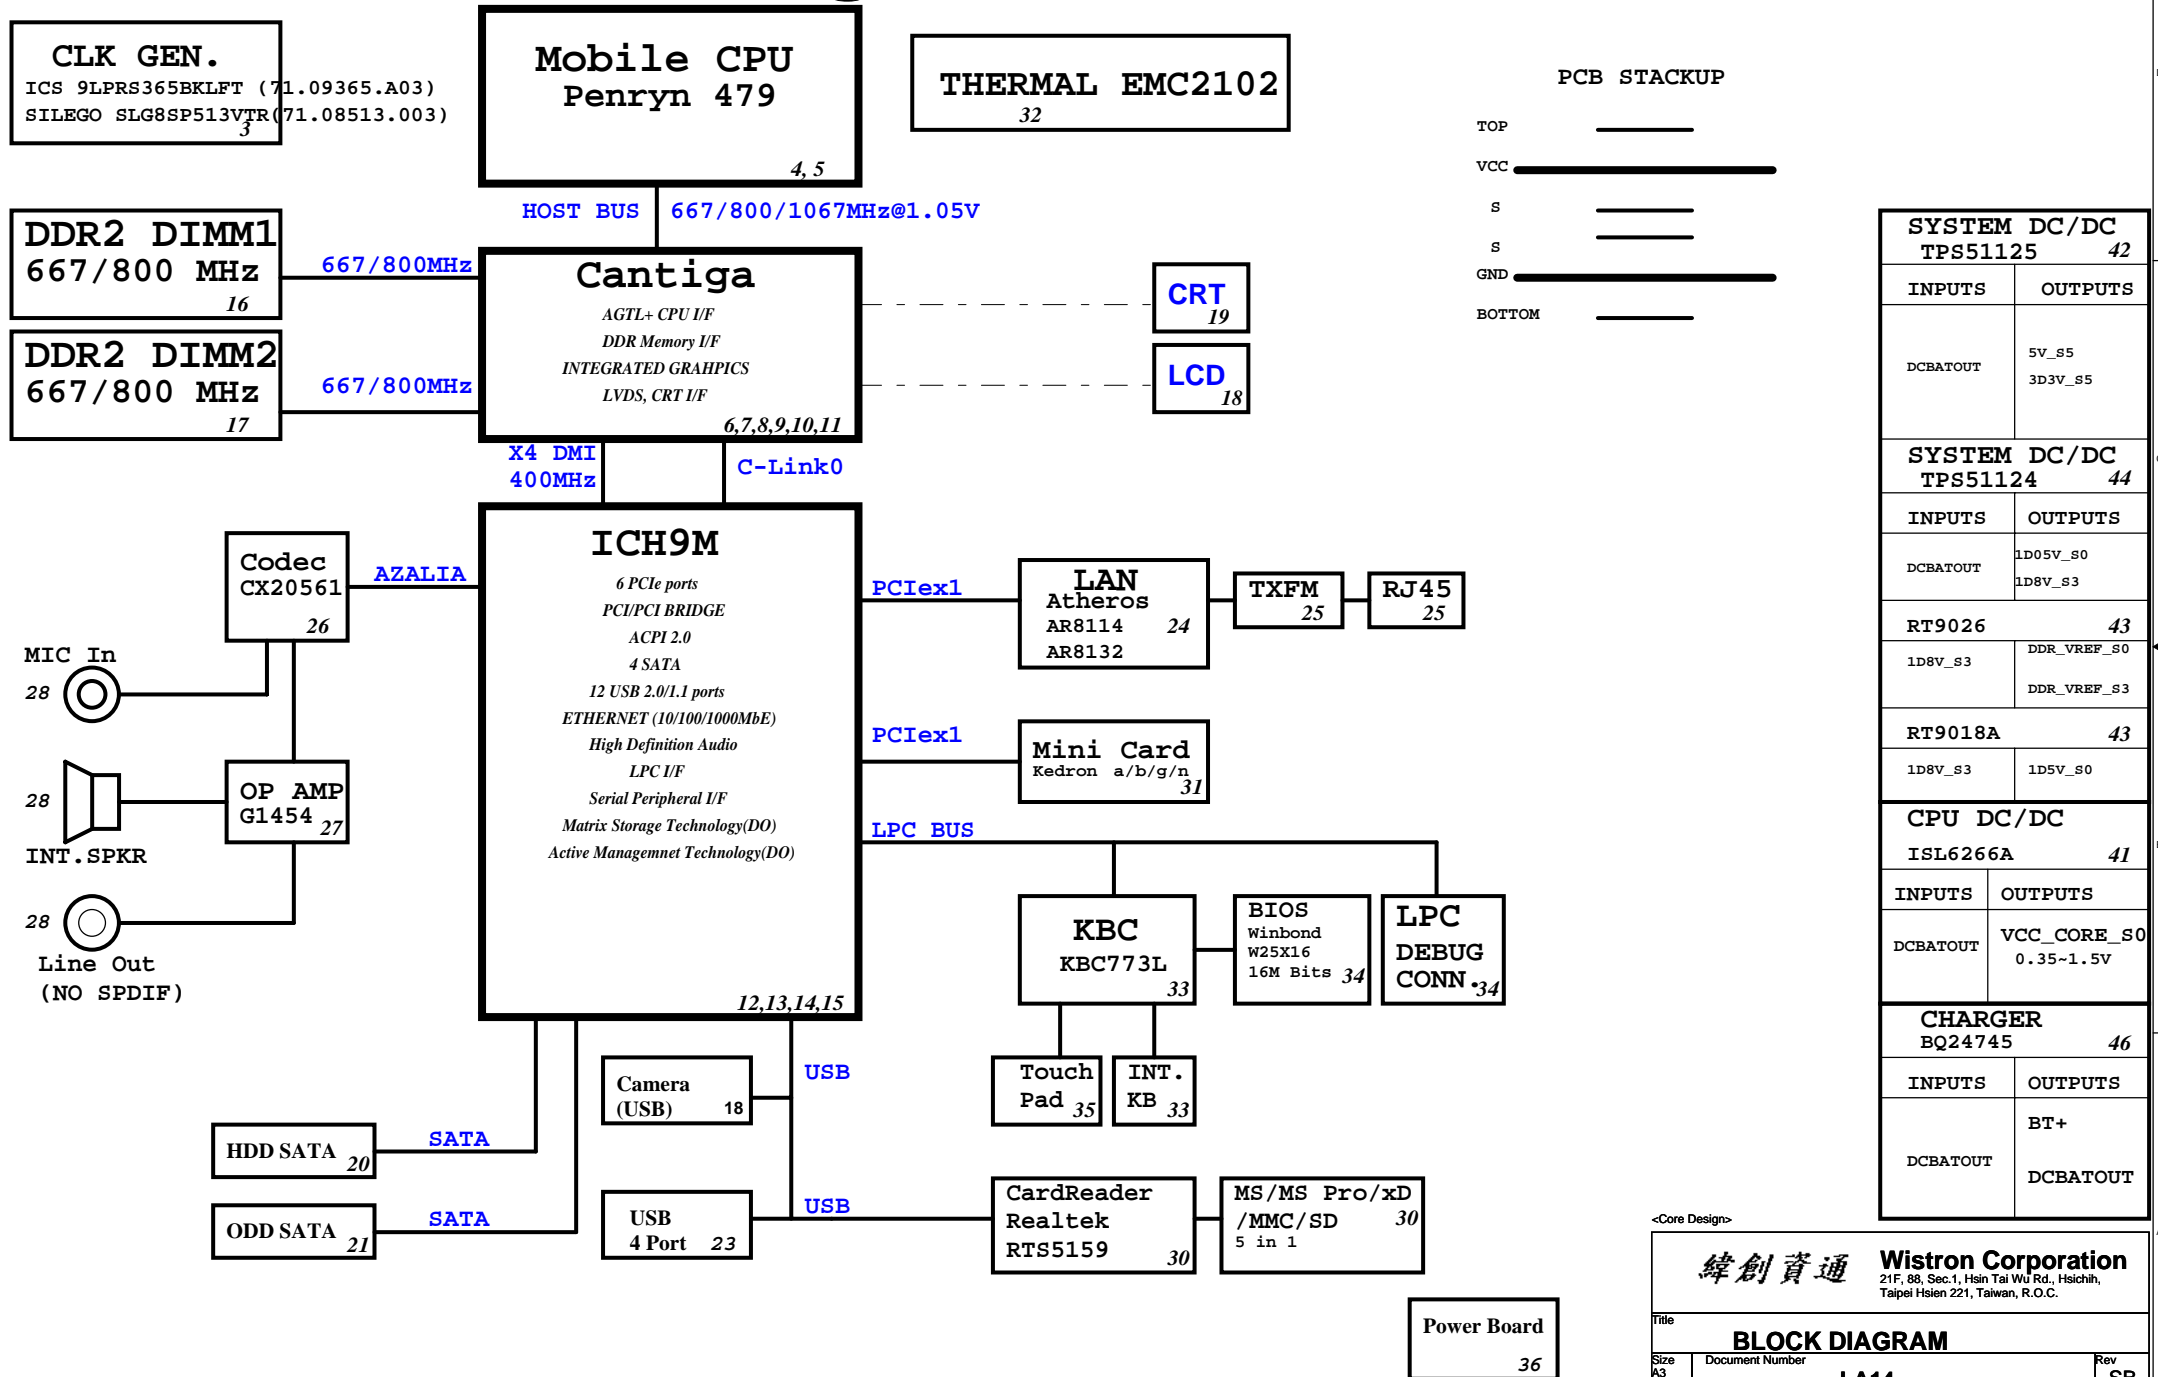 CLK GEN.
ICS 9LPRS365BKLFT (71.09365.A03)
SILEGO SLG8SP513VTR(71.08513.003)
3
Mobile CPU
Penryn 479
4, 5
THERMAL EMC2102
32
PCB STACKUP
TOP
VCC
S
S
GND
BOTTOM
HOST BUS
667/800/1067MHz@1.05V
DDR2 DIMM1
667/800 MHz
16
667/800MHz
DDR2 DIMM2
667/800 MHz
17
667/800MHz
Cantiga
AGTL+ CPU I/F
DDR Memory I/F
INTEGRATED GRAHPICS
LVDS, CRT I/F
6,7,8,9,10,11
CRT
19
LCD
18
X4 DMI
400MHz
C-Link0
ICH9M
6 PCIe ports
PCI/PCI BRIDGE
ACPI 2.0
4 SATA
12 USB 2.0/1.1 ports
ETHERNET (10/100/1000MbE)
High Definition Audio
LPC I/F
Serial Peripheral I/F
Matrix Storage Technology(DO)
Active Managemnet Technology(DO)
12,13,14,15
Codec
CX20561
26
AZALIA
MIC In
28
OP AMP
G1454
27
28
INT.SPKR
28
Line Out
(NO SPDIF)
PCIex1
LAN
Atheros
AR8114
24
AR8132
TXFM
25
RJ45
25
PCIex1
Mini Card
Kedron a/b/g/n
31
LPC BUS
KBC
KBC773L
33
BIOS
Winbond
W25X16
16M Bits
34
LPC
DEBUG
CONN.
34
Touch
Pad
35
INT.
KB
33
Camera
(USB)
18
USB
HDD SATA
20
SATA
ODD SATA
21
SATA
USB
4 Port
23
USB
CardReader
Realtek
RTS5159
30
MS/MS Pro/xD
/MMC/SD
30
5 in 1
Power Board
36
SYSTEM DC/DC
TPS51125
42
INPUTS OUTPUTS
DCBATOUT
5V_S5
3D3V_S5
SYSTEM DC/DC
TPS51124
44
INPUTS OUTPUTS
DCBATOUT
1D05V_S0
1D8V_S3
RT9026
43
1D8V_S3
DDR_VREF_S0
DDR_VREF_S3
RT9018A
43
1D8V_S3 1D5V_S0
CPU DC/DC
ISL6266A
41
INPUTS OUTPUTS
DCBATOUT
VCC_CORE_S0
0.35~1.5V
CHARGER
BQ24745
46
INPUTS OUTPUTS
DCBATOUT
BT+
DCBATOUT
<Core Design>
緯創資通
Wistron Corporation
21F, 88, Sec.1, Hsin Tai Wu Rd., Hsichih,
Taipei Hsien 221, Taiwan, R.O.C.
Title
BLOCK DIAGRAM
Size
A3
Document Number
Rev